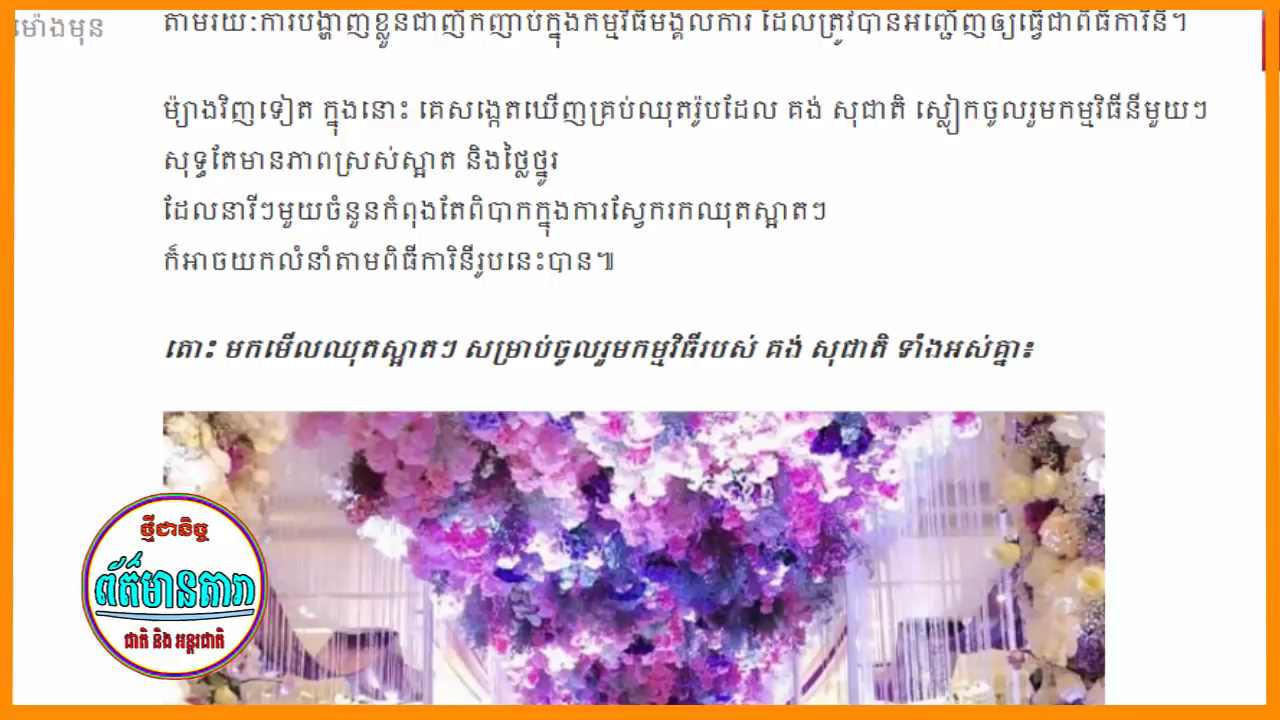 ម៉ោងមុន
តាមរយៈការបង្ហាញខ្លួនជាញឹកញាប់ក្នុងកម្មវិធីមង្គលការ ដែលត្រូវបានអញ្ជើញឲ្យធ្វើជាពិធីការិនី។
ម៉្យាងវិញទៀត ក្នុងនោះ គេសង្កេតឃើញគ្រប់ឈុតរ៉ូបដែល គង់ សុជាតិ ស្លៀកចូលរួមកម្មវិធីនីមួយៗ
សុទ្ធតែមានភាពស្រស់ស្អាត និងថ្លៃថ្នូរ
ដែលនារីៗមួយចំនួនកំពុងតែពិបាកក្នុងការស្វែករកឈុតស្អាតៗ
ក៏អាចយកលំនាំតាមពិធីការិនីរូបនេះបាន៕
តោះ មកមើលឈុតស្អាតៗ សម្រាប់ចូលរួមកម្មវិធីរបស់ គង់ សុជាតិ ទាំងអស់គ្នា៖
ថ្មីជានិច្ច
ព័ត៌មានតារា
ជាតិ និង អន្តរជាតិ